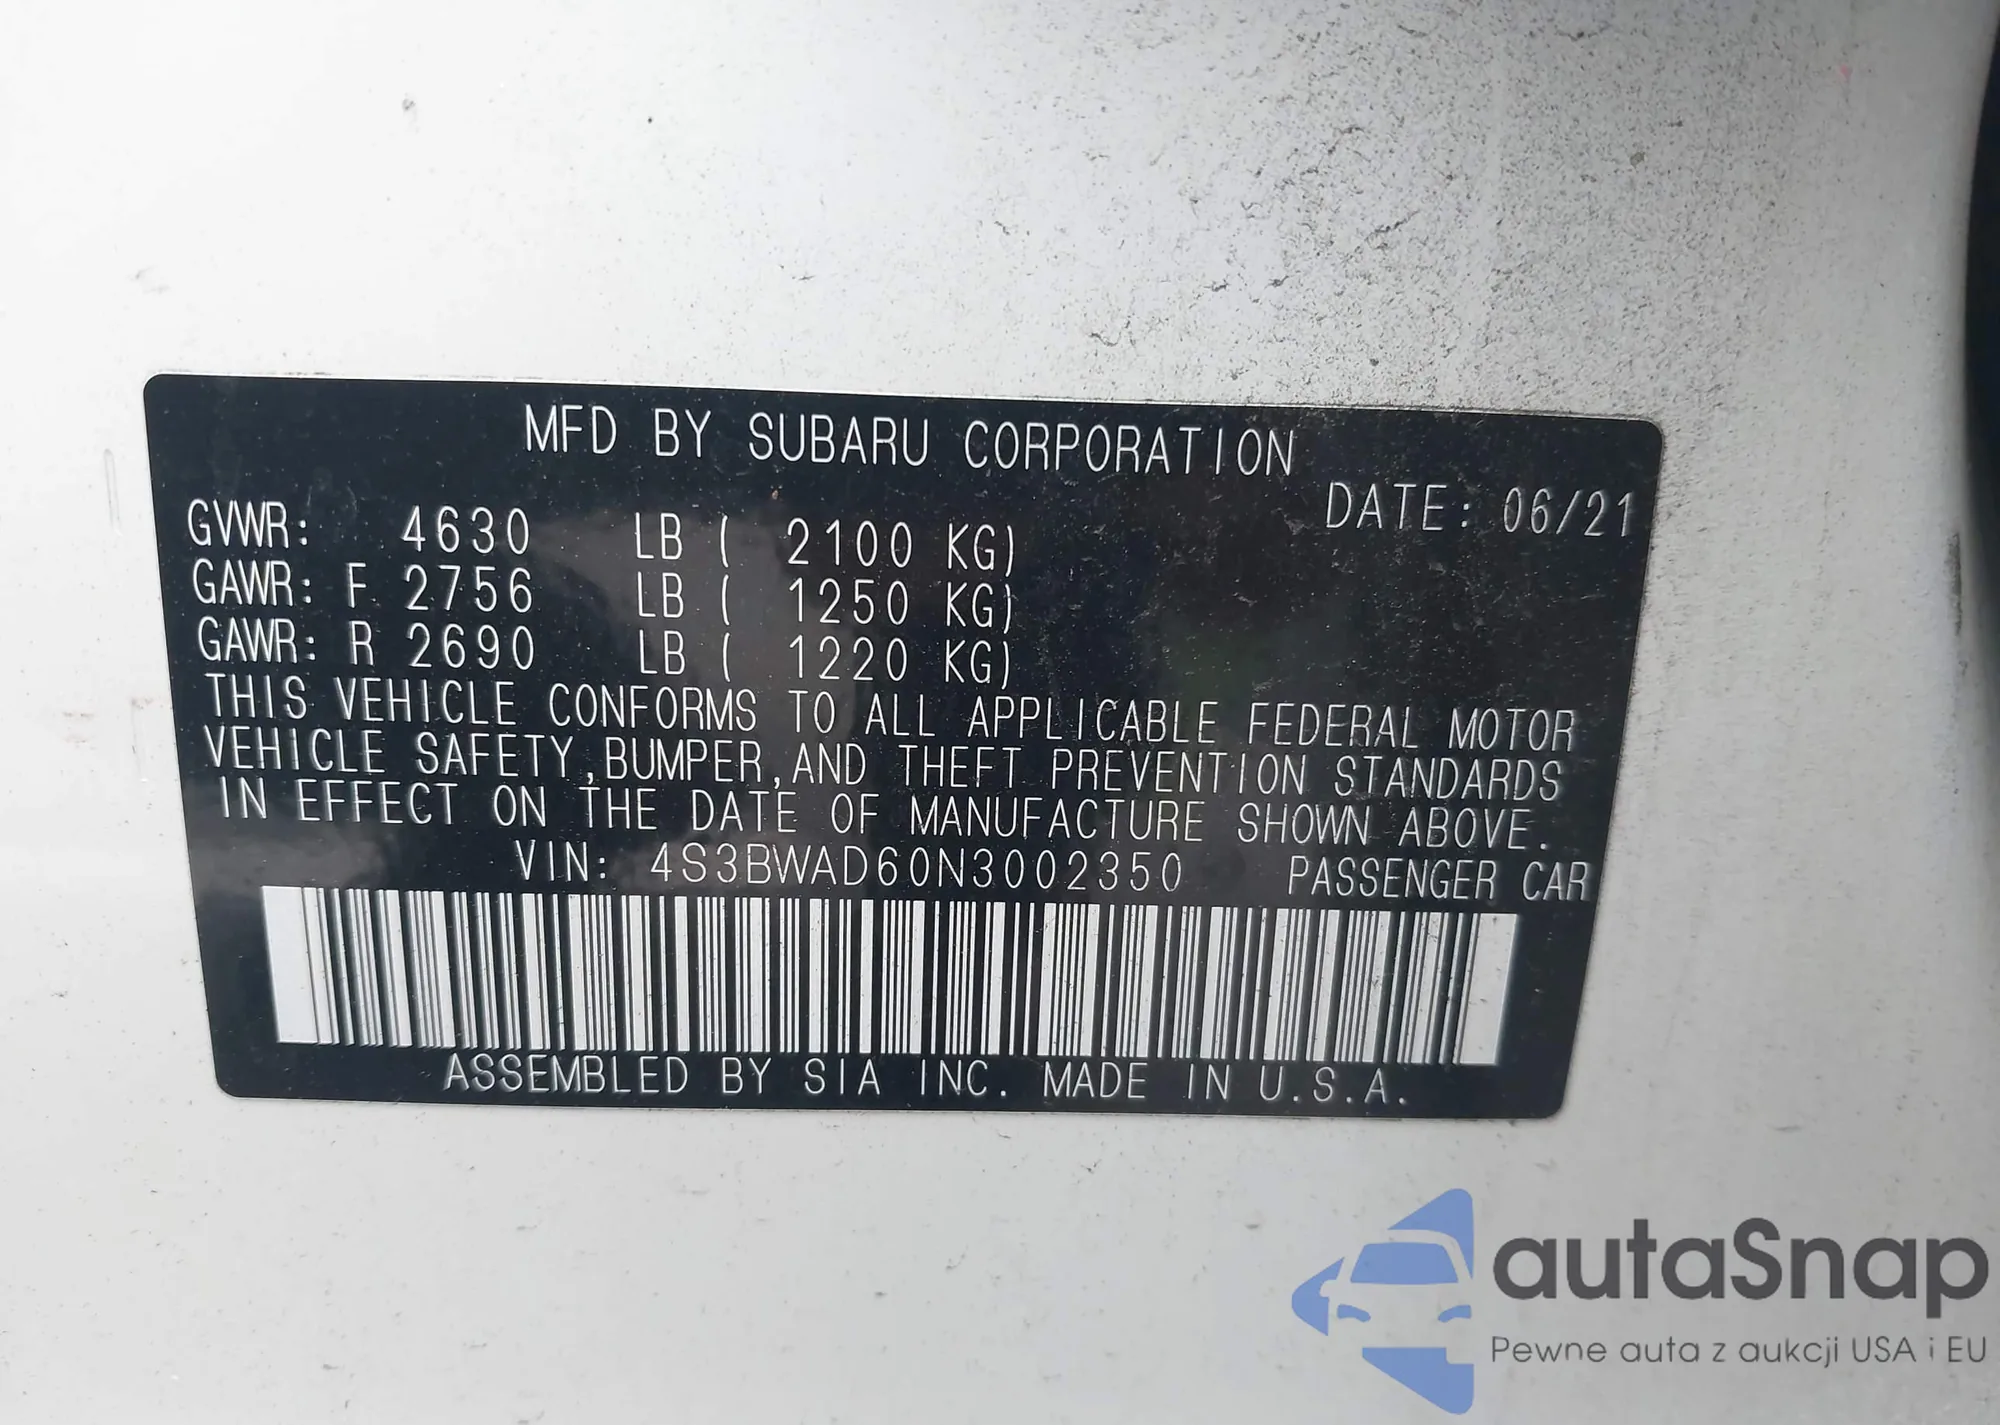 MFD BY SUBARU CORPORATION
DATE: 06/21
GVWR: 4630 LB ( 2100 KG)
GAWR: F 2756 LB ( 1250 KG)
GAWR: R 2690 LB ( 1220 KG)
THIS VEHICLE CONFORMS TO ALL APPLICABLE FEDERAL MOTOR
VEHICLE SAFETY,BUMPER,AND THEFT PREVENTION STANDARDS
IN EFFECT ON THE DATE OF MANUFACTURE SHOWN ABOVE.
VIN: 4S3BWAD60N3002350 PASSENGER CAR
ASSEMBLED BY SIA INC. MADE IN U.S.A.
autaSnap
Pewne auta z aukcji USA i EU